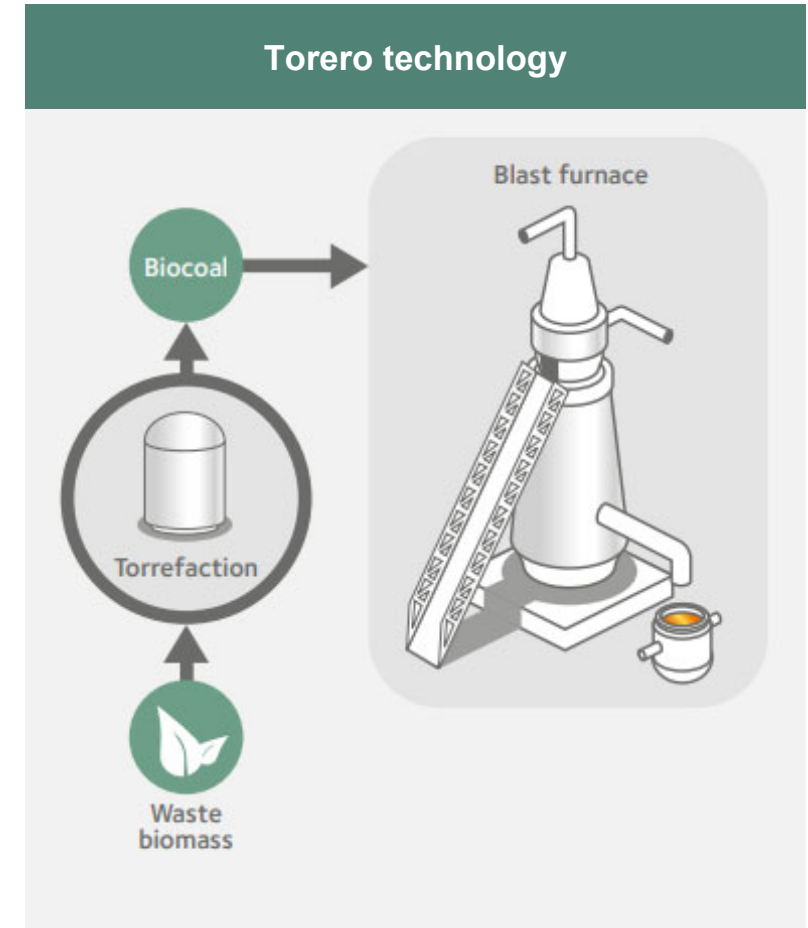 Torero technology
Blast furnace
Biocoal
Torrefaction
Waste
biomass